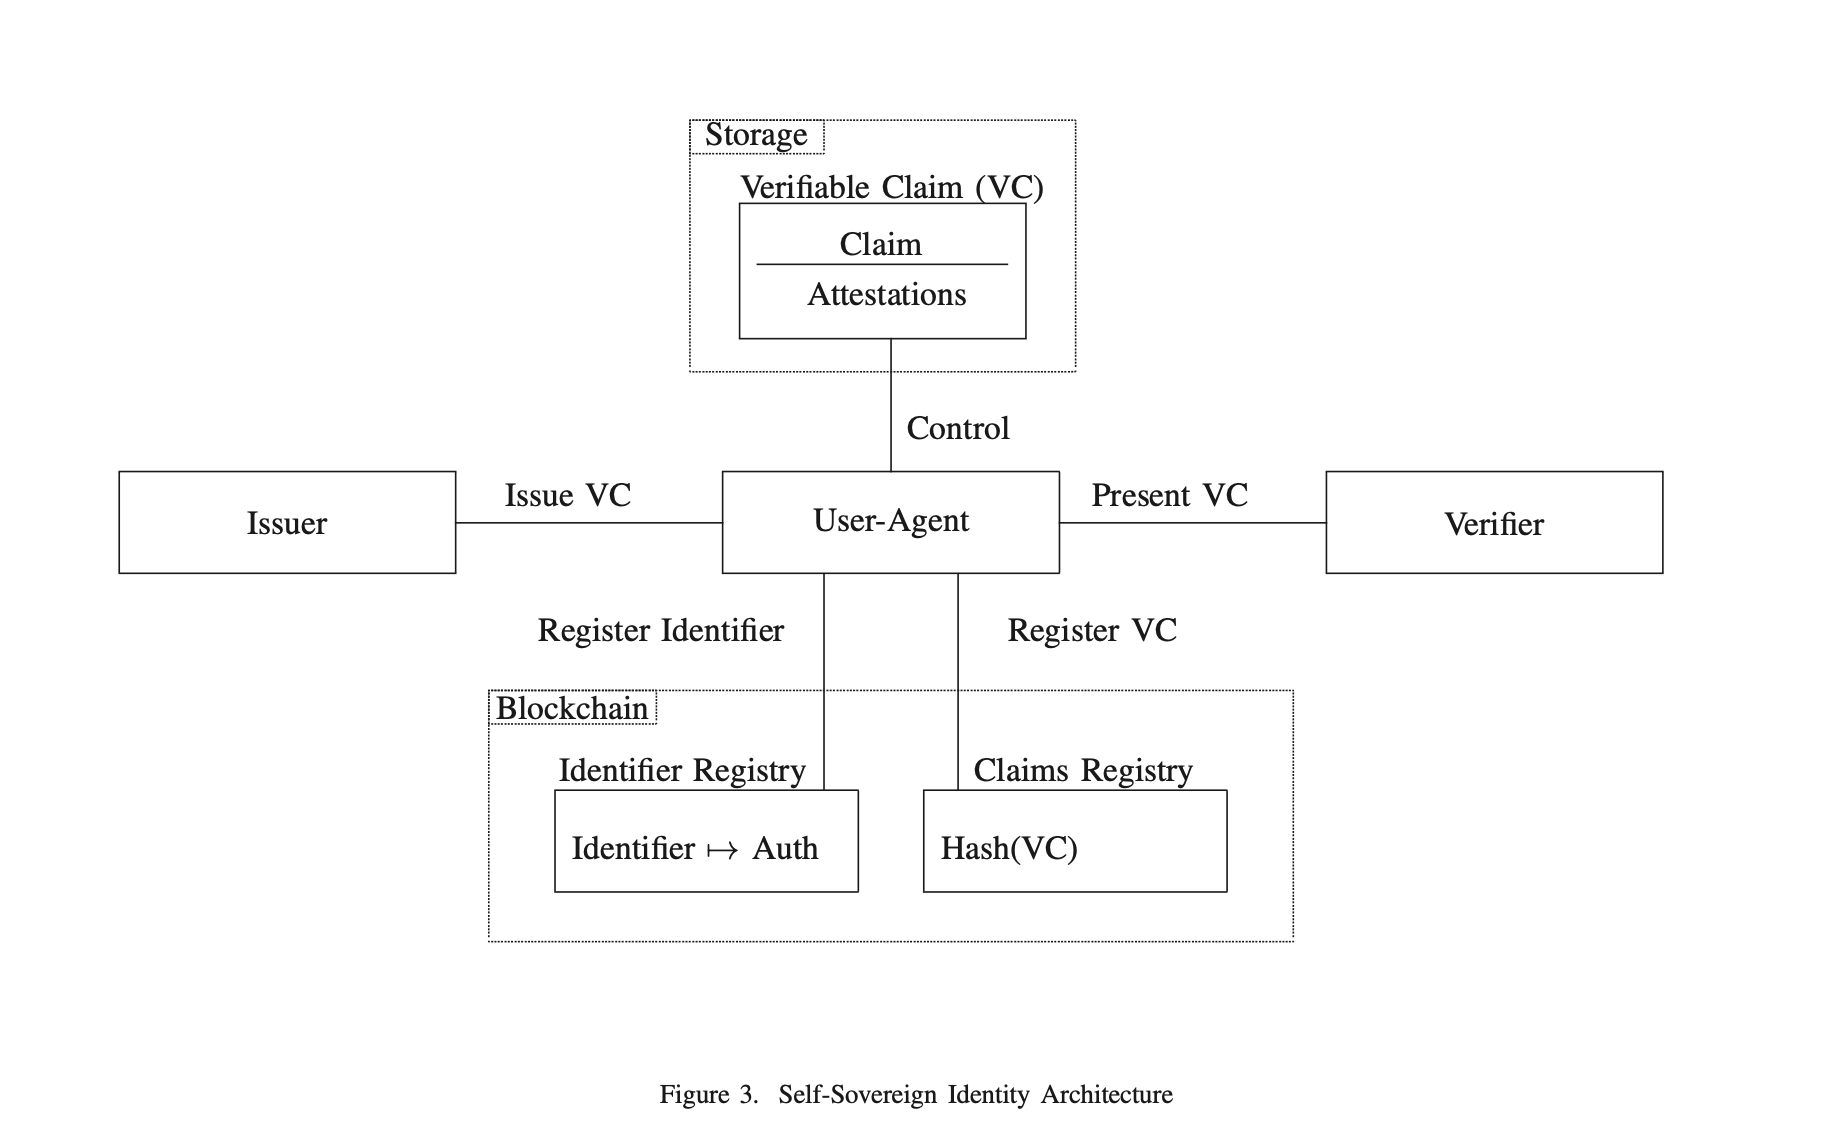 Storage
Verifiable Claim (VC)
Claim
Attestations
Control
Issuer
Issue VC
User-Agent
Present VC
Verifier
Register Identifier
Register VC
Blockchain
Identifier Registry
Claims Registry
Identifier ↦ Auth
Hash(VC)
Figure 3. Self-Sovereign Identity Architecture